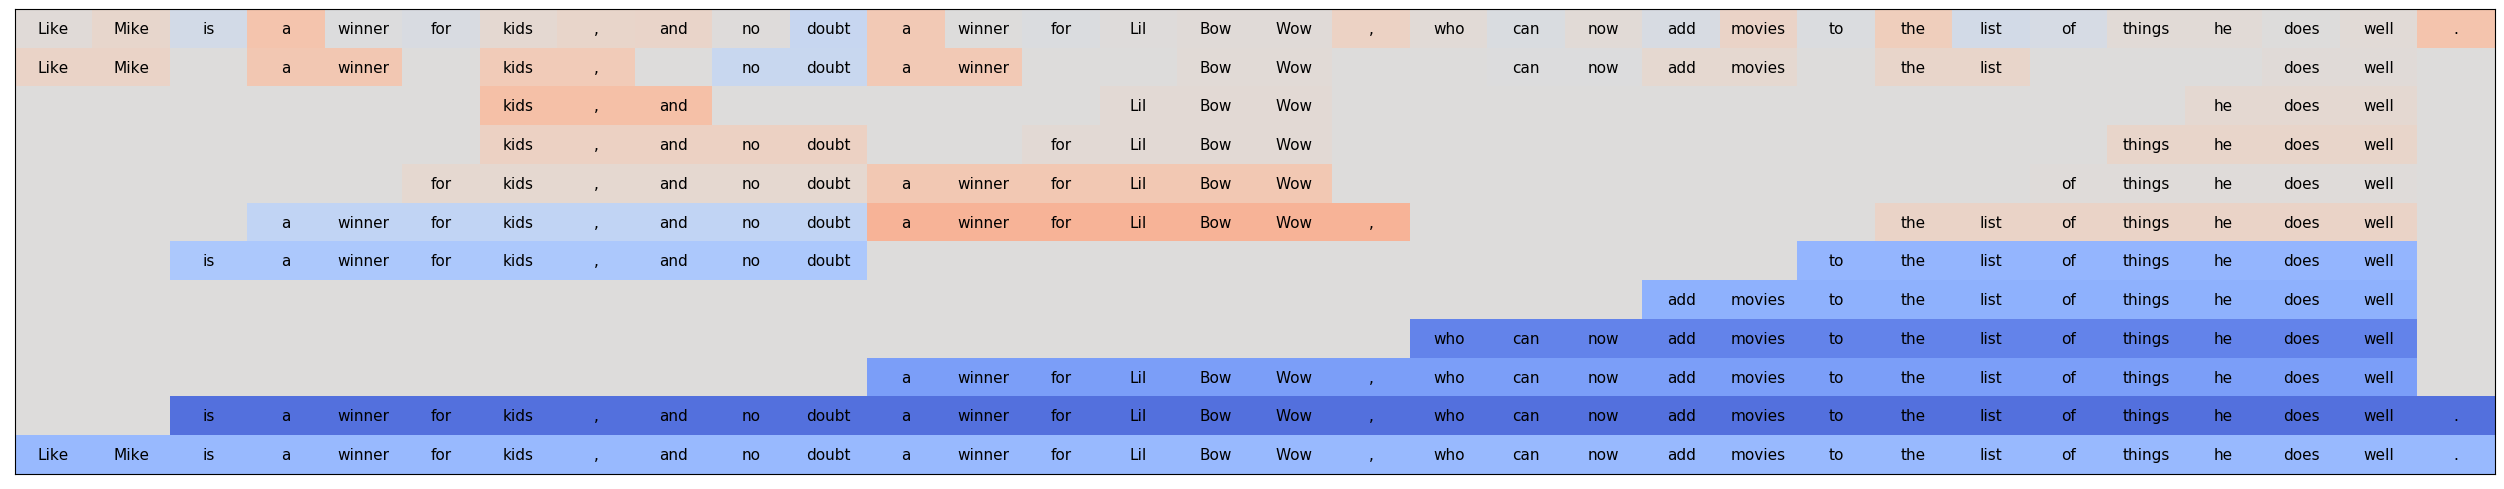 Like Mike is a winner for kids , and no doubt a winner for Lil Bow Wow , who can now add movies to the list of things he does well .
Like Mike a winner kids , no doubt a winner Bow Wow can now add movies the list does well
kids , and Lil Bow Wow he does well
kids , and no doubt for Lil Bow Wow things he does well
for kids , and no doubt a winner for Lil Bow Wow of things he does well
a winner for kids , and no doubt a winner for Lil Bow Wow , the list of things he does well
is a winner for kids , and no doubt to the list of things he does well
add movies to the list of things he does well
who can now add movies to the list of things he does well
a winner for Lil Bow Wow , who can now add movies to the list of things he does well
is a winner for kids , and no doubt a winner for Lil Bow Wow , who can now add movies to the list of things he does well .
Like Mike is a winner for kids , and no doubt a winner for Lil Bow Wow , who can now add movies to the list of things he does well .